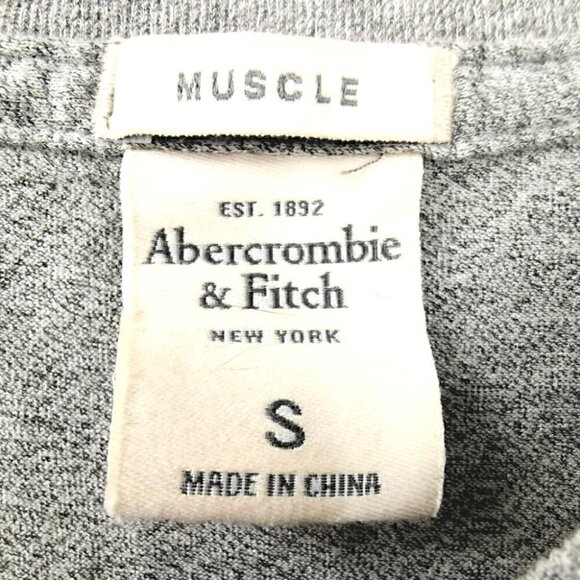 MUSCLE
EST. 1892
Abercrombie
& Fitch
NEW YORK
S
MADE IN CHINA